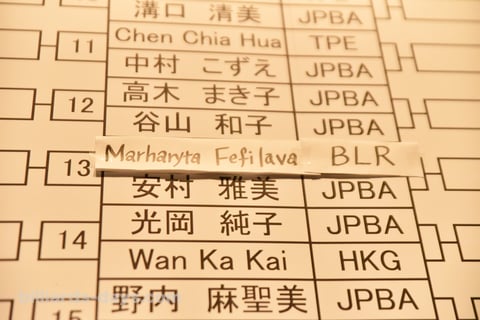 溝口 清美 JPBA
11 Chen Chia Hua TPE
中村 こずえ JPBA
12 高木 まき子 JPBA
谷山 和子 JPBA
13 Marharyta Fefilava BLR
安村 雅美 JPBA
光岡 純子 JPBA
14 Wan Ka Kai HKG
野内 麻聖美 JPBA
15